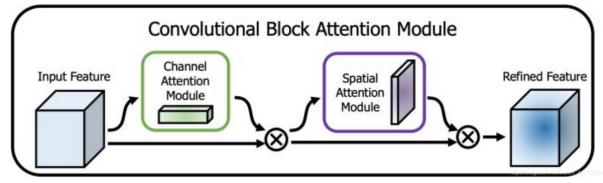 Convolutional Block Attention Module
Input Feature
Channel
Attention
Module
Spatial
Attention
Module
Refined Feature